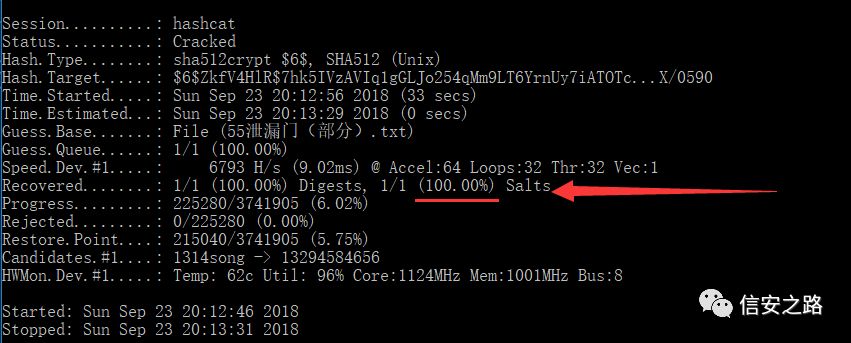 Session..........: hashcat
Status...........: Cracked
Hash.Type........: sha512crypt $6$, SHA512 (Unix)
Hash.Target......: $6$ZkfV4HlR$7hk5IVzAVIq1gGLJo254qMm9LT6YrnUy7iATOTc...X/0590
Time.Started.....: Sun Sep 23 20:12:56 2018 (33 secs)
Time.Estimated...: Sun Sep 23 20:13:29 2018 (0 secs)
Guess.Base.......: File (55泄漏门（部分）.txt)
Guess.Queue......: 1/1 (100.00%)
Speed.Dev.#1.....:     6793 H/s (9.02ms) @ Accel:64 Loops:32 Thr:32 Vec:1
Recovered........: 1/1 (100.00%) Digests, 1/1 (100.00%) Salts
Progress.........: 225280/3741905 (6.02%)
Rejected.........: 0/225280 (0.00%)
Restore.Point....: 215040/3741905 (5.75%)
Candidates.#1....: 1314song -> 13294584656
HWMon.Dev.#1.....: Temp: 62c Util: 96% Core:1124MHz Mem:1001MHz Bus:8
Started: Sun Sep 23 20:12:46 2018
Stopped: Sun Sep 23 20:13:31 2018
信安之路